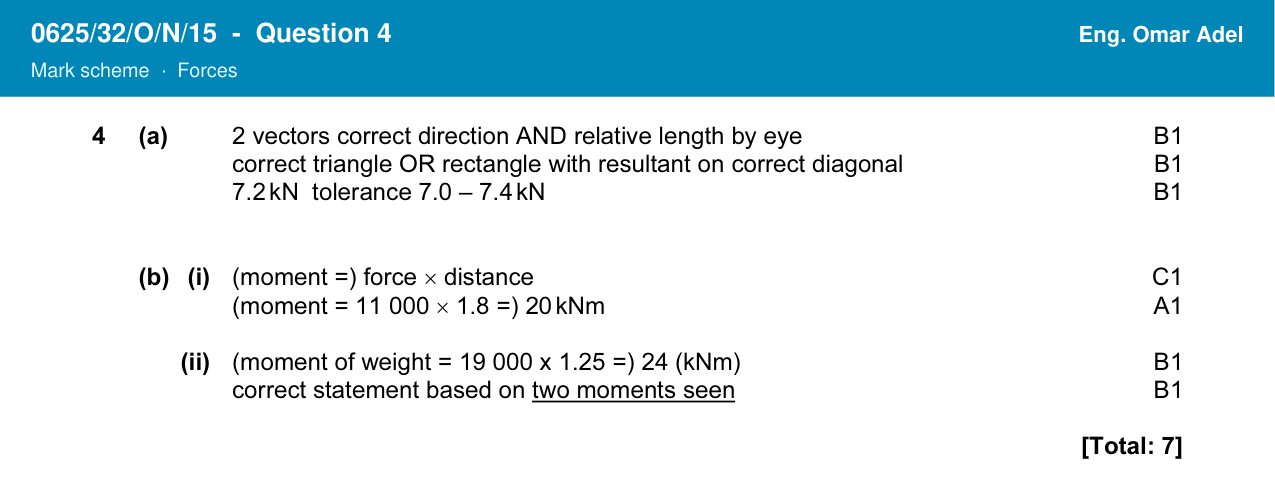 0625/32/O/N/15 - Question 4
Eng. Omar Adel
Mark scheme · Forces
4 (a) 2 vectors correct direction AND relative length by eye B1
correct triangle OR rectangle with resultant on correct diagonal B1
7.2 kN tolerance 7.0 – 7.4 kN B1
(b) (i) (moment =) force × distance C1
(moment = 11 000 × 1.8 =) 20 kNm A1
(ii) (moment of weight = 19 000 x 1.25 =) 24 (kNm) B1
correct statement based on two moments seen B1
[Total: 7]